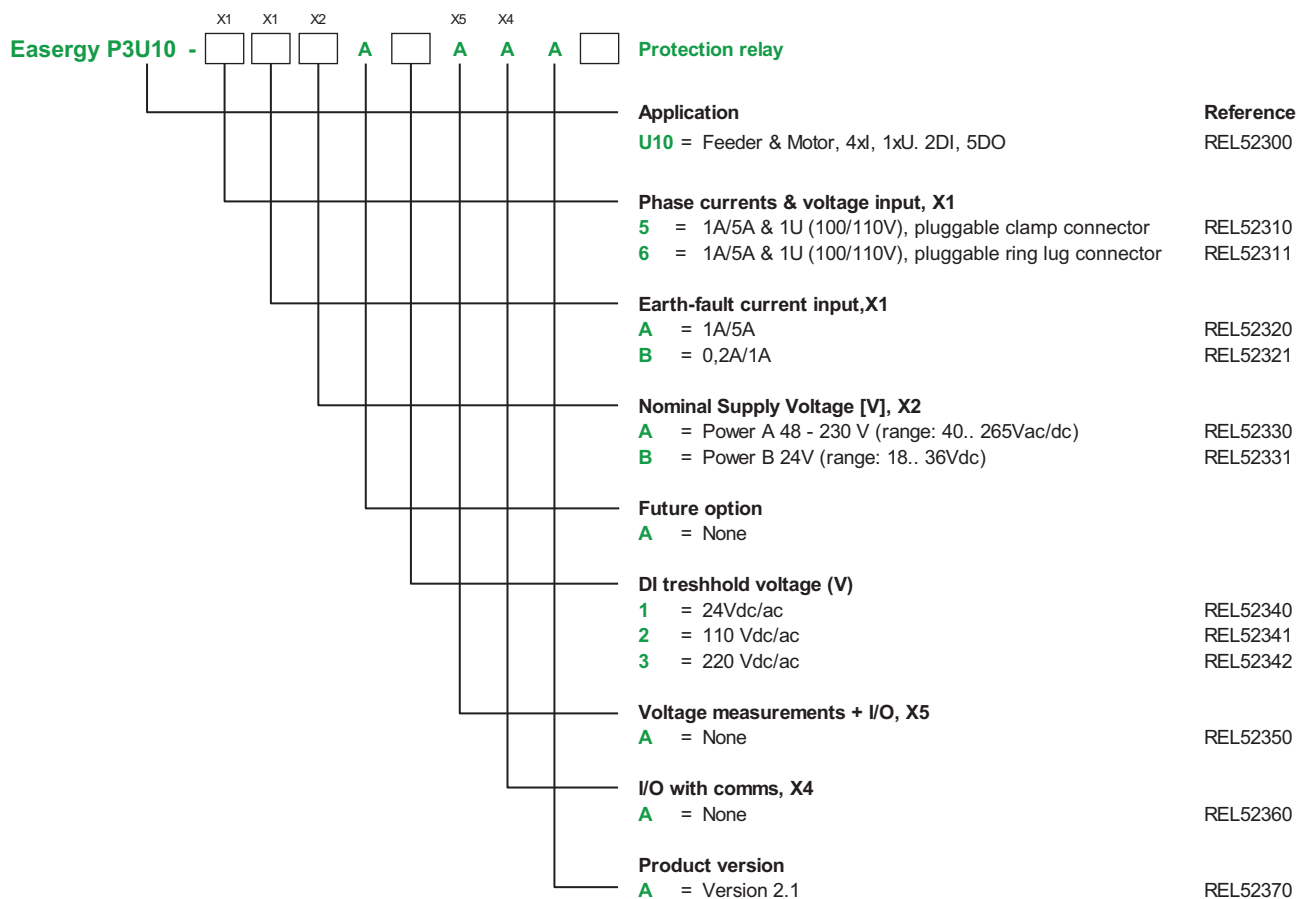 X1 X1 X2 X5 X4
Easergy P3U10 - A A A A Protection relay
Application Reference
U10 = Feeder & Motor, 4xI, 1xU. 2DI, 5DO REL52300
Phase currents & voltage input, X1
5 = 1A/5A & 1U (100/110V), pluggable clamp connector REL52310
6 = 1A/5A & 1U (100/110V), pluggable ring lug connector REL52311
Earth-fault current input,X1
A = 1A/5A REL52320
B = 0,2A/1A REL52321
Nominal Supply Voltage [V], X2
A = Power A 48 - 230 V (range: 40.. 265Vac/dc) REL52330
B = Power B 24V (range: 18.. 36Vdc) REL52331
Future option
A = None
DI treshhold voltage (V)
1 = 24Vdc/ac REL52340
2 = 110 Vdc/ac REL52341
3 = 220 Vdc/ac REL52342
Voltage measurements + I/O, X5
A = None REL52350
I/O with comms, X4
A = None REL52360
Product version
A = Version 2.1 REL52370